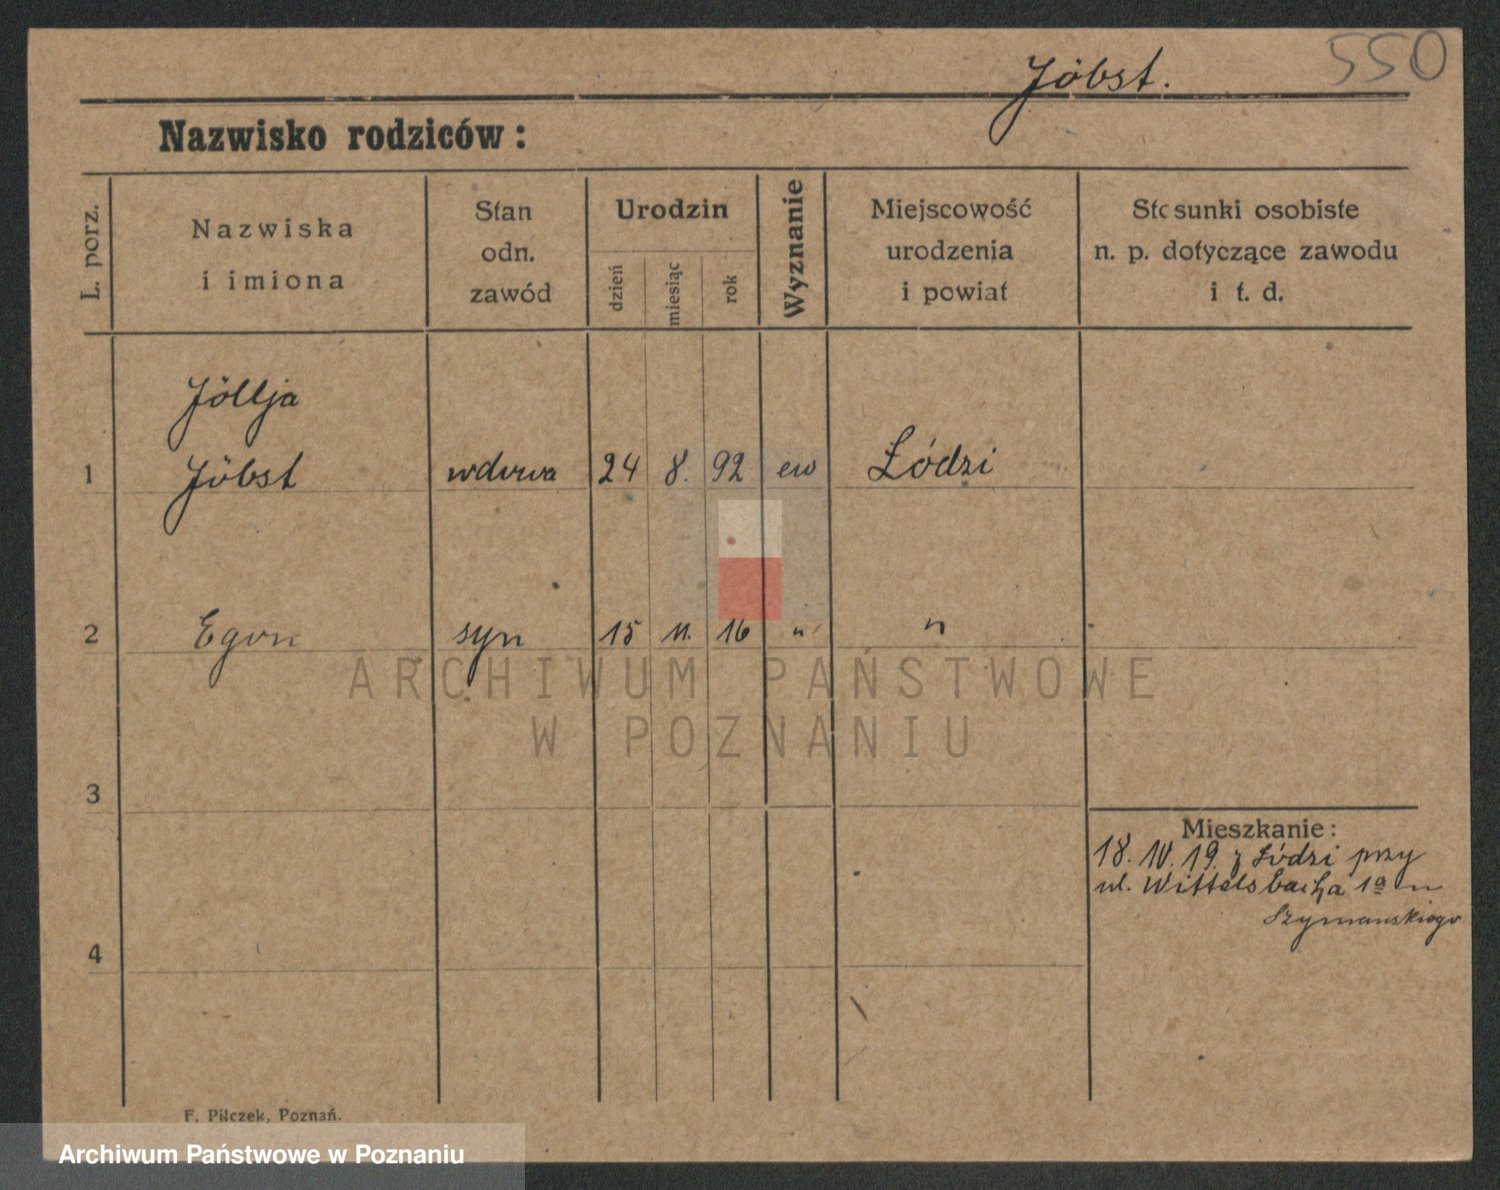 Jöbst.
550
Nazwisko rodziców:
L. porz.
Nazwiska
i imiona
Stan
odn.
zawód
Urodzin
dzień
miesiąc
rok
Wyznanie
Miejscowość
urodzenia
i powiat
Stosunki osobiste
n. p. dotyczące zawodu
i t. d.
Jöllja
1 Jöbst wdowa 24 8. 92 ew Łódzi
2 Egon syn 15 11. 16 " "
ARCHIWUM PAŃSTWOWE
W POZNANIU
3
Mieszkanie:
18. IV. 19. z Łódzi przy
ul. Wittelsbacha 1a u
Szymanskiego
4
F. Pilczek, Poznań.
Archiwum Państwowe w Poznaniu